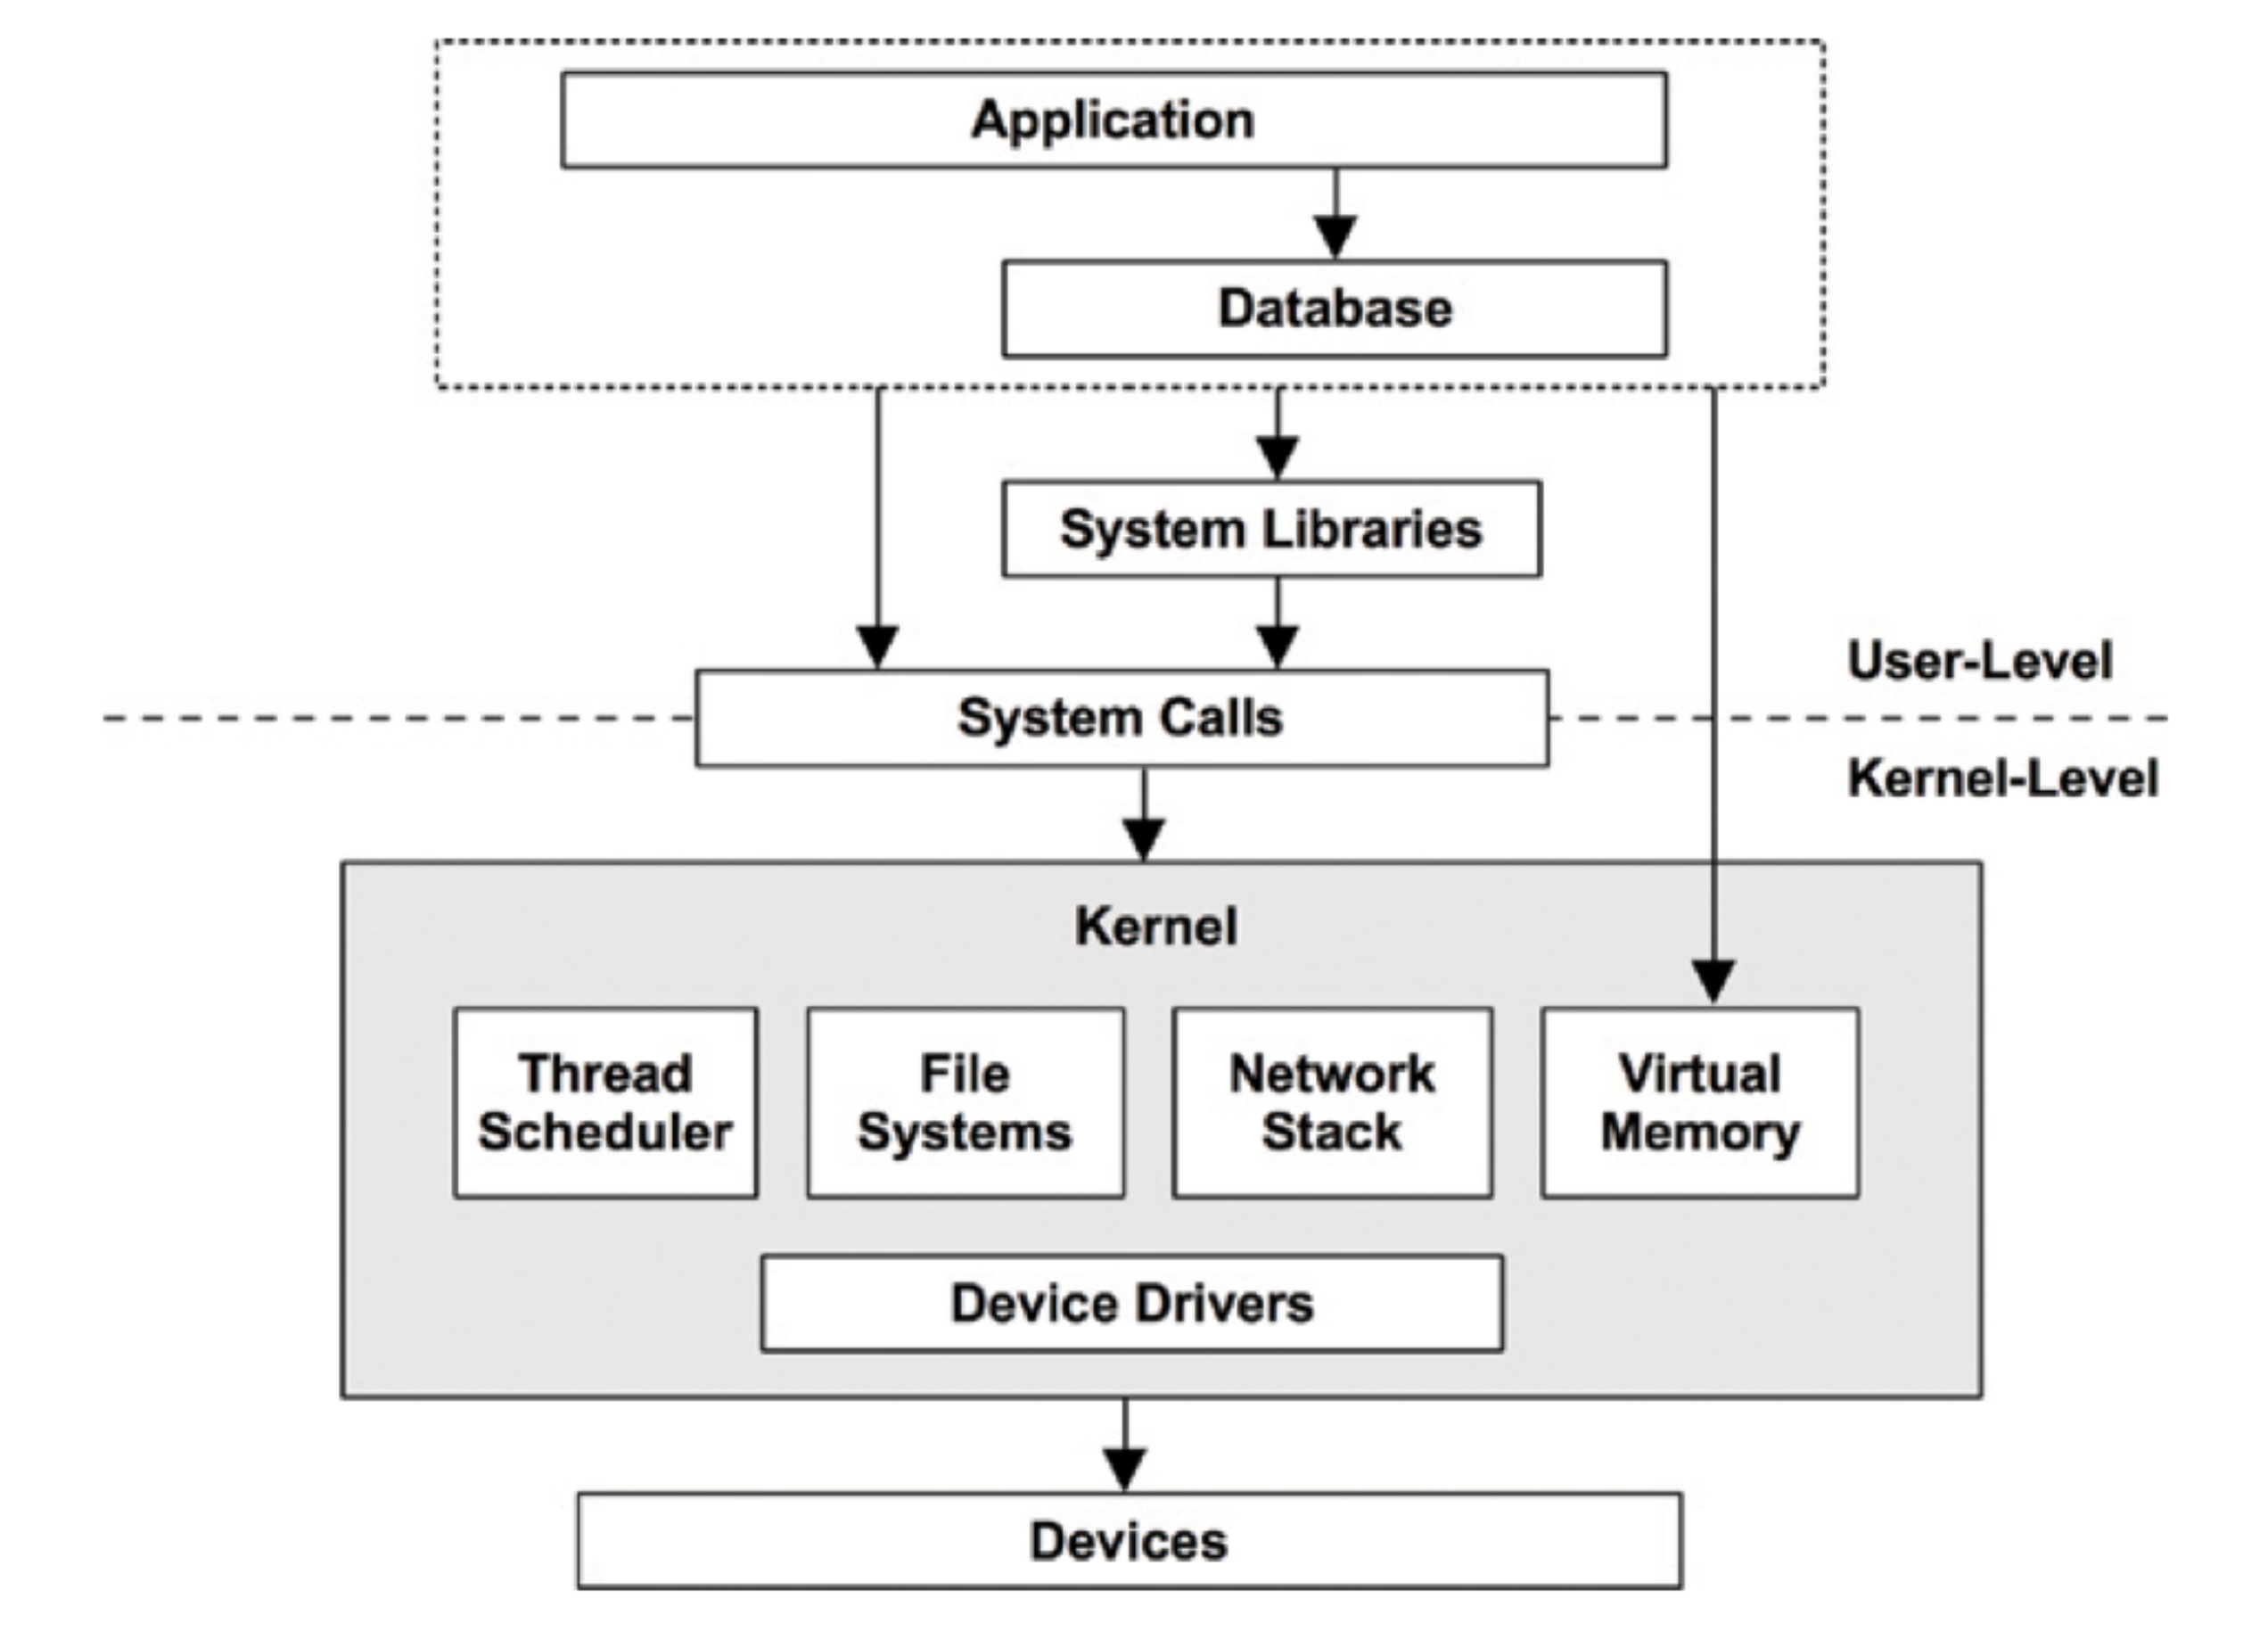 Application
Database
System Libraries
System Calls
User-Level
Kernel-Level
Kernel
Thread
Scheduler
File
Systems
Network
Stack
Virtual
Memory
Device Drivers
Devices